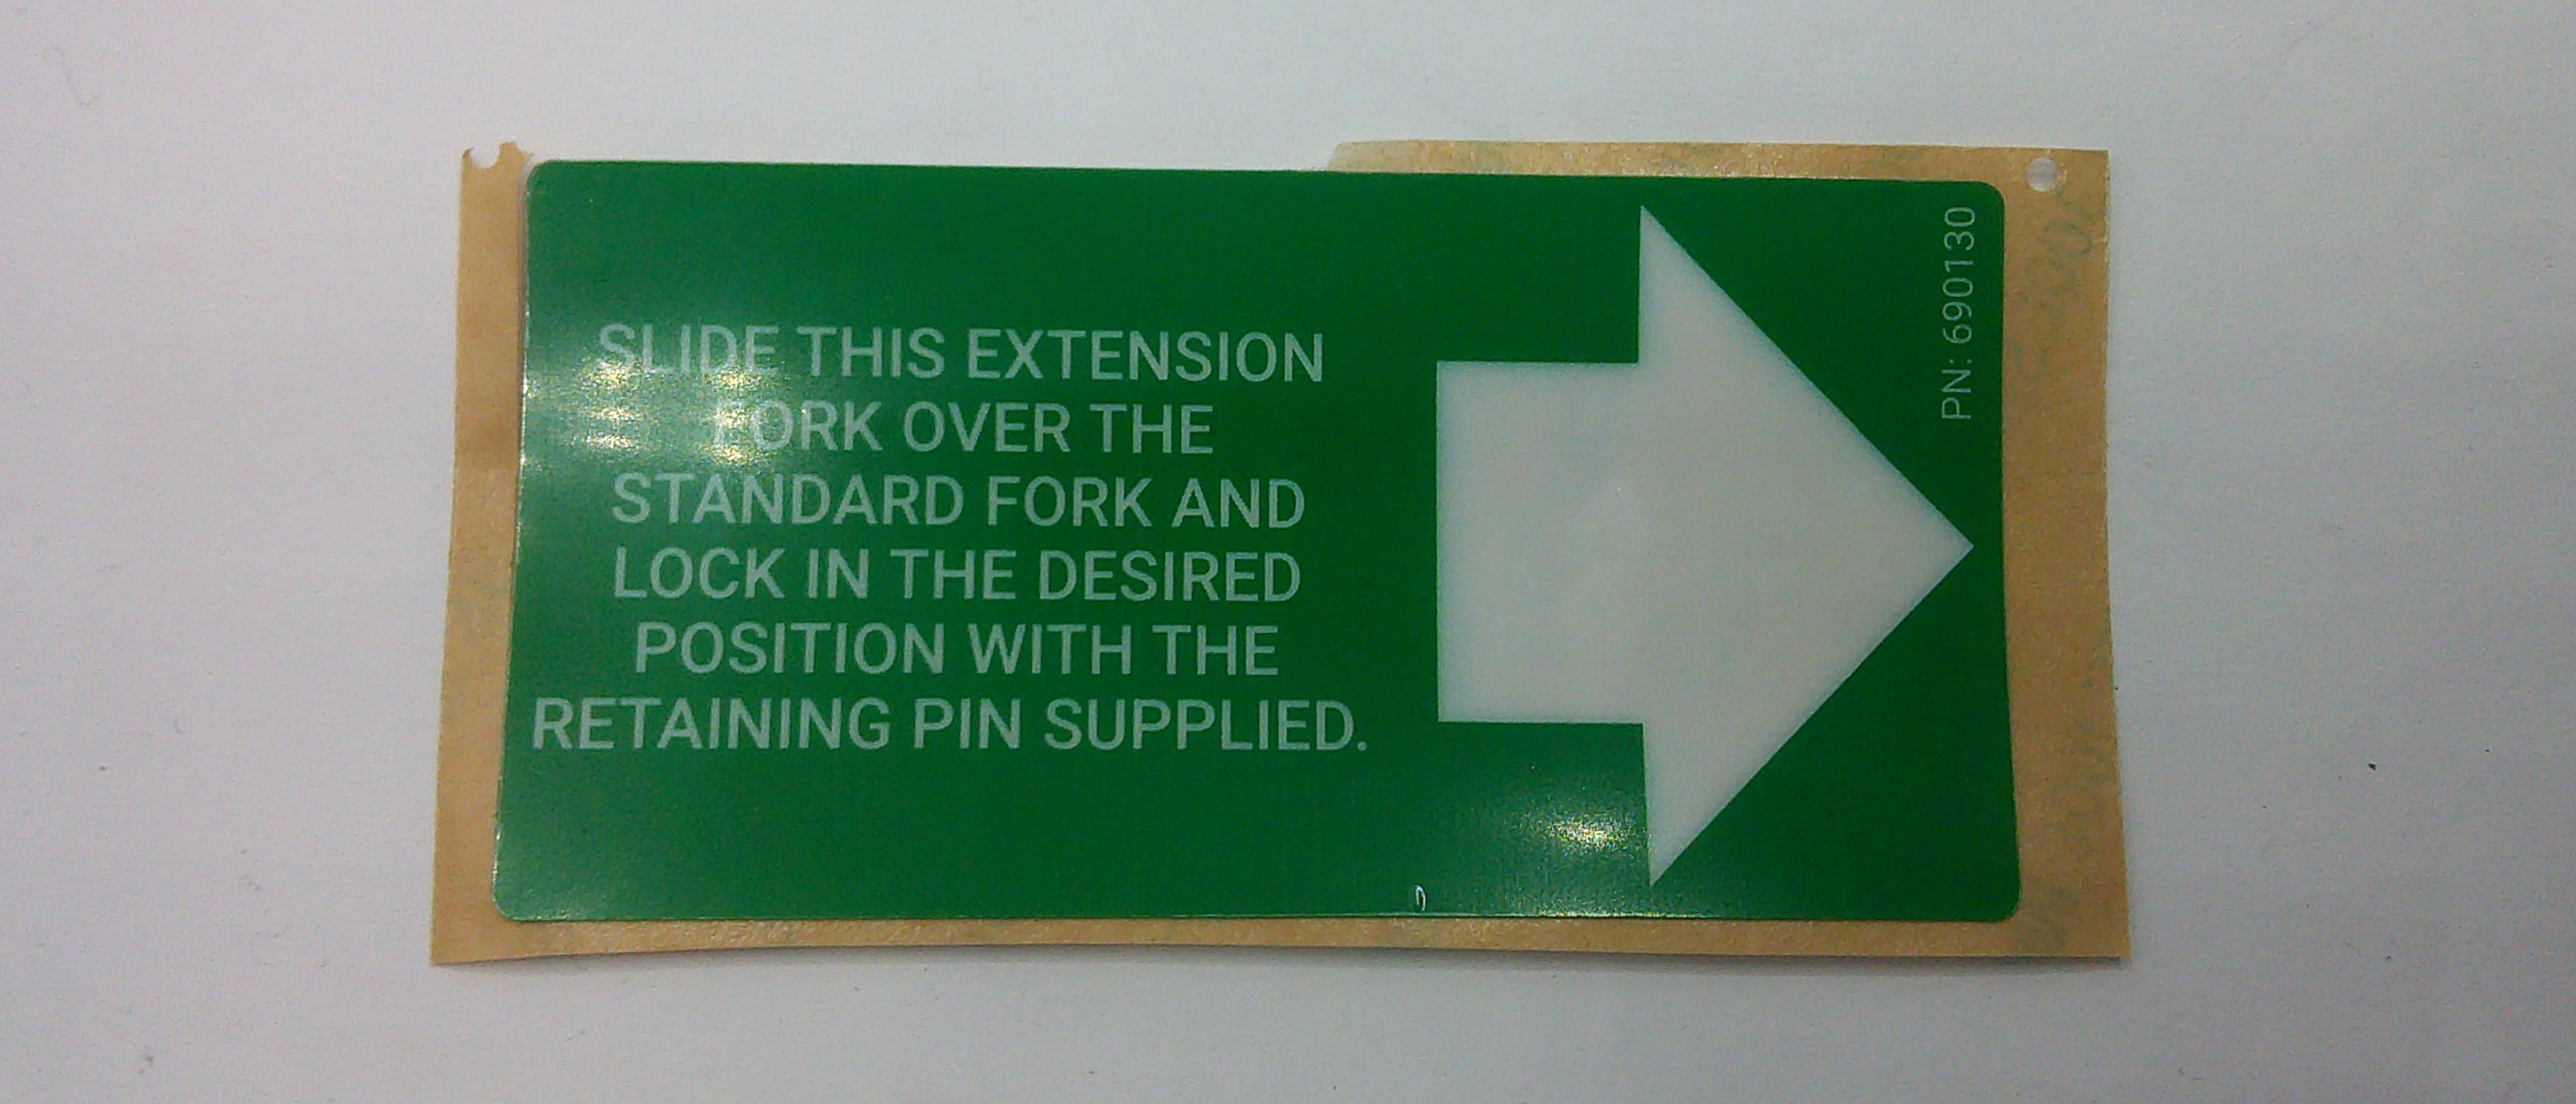 SLIDE THIS EXTENSION
FORK OVER THE
STANDARD FORK AND
LOCK IN THE DESIRED
POSITION WITH THE
RETAINING PIN SUPPLIED.
PN: 690130